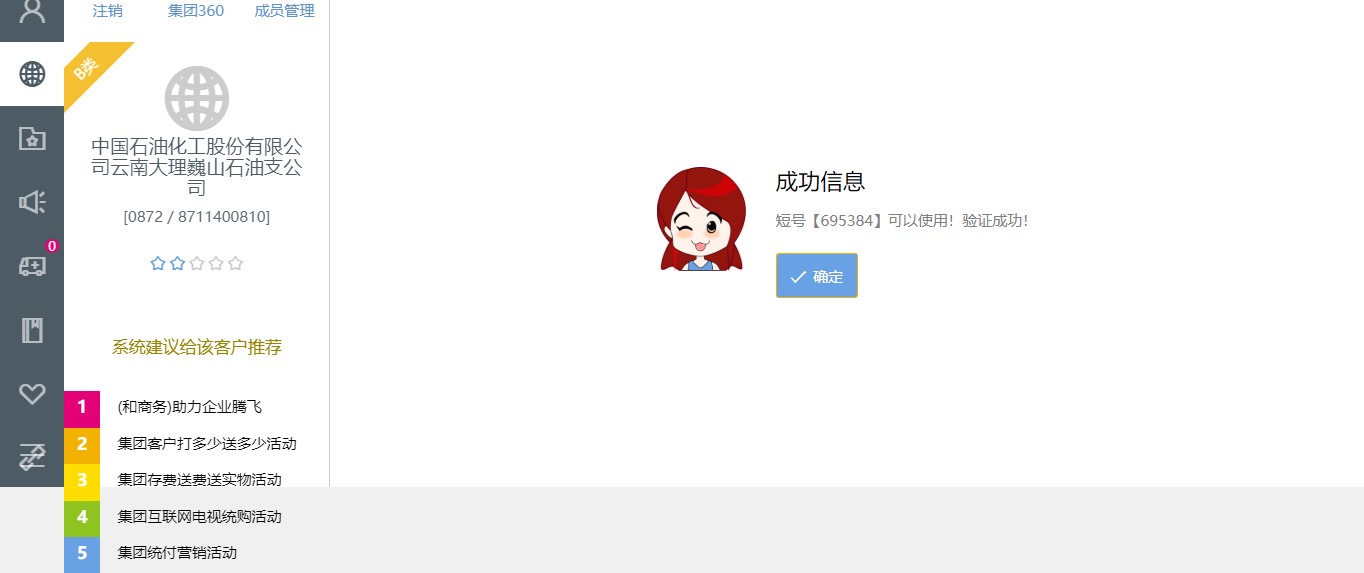 注销 集团360 成员管理
B类
中国石油化工股份有限公
司云南大理巍山石油支公
司
[0872 / 8711400810]
0
系统建议给该客户推荐
1 (和商务)助力企业腾飞
2 集团客户打多少送多少活动
3 集团存费送费送实物活动
4 集团互联网电视统购活动
5 集团统付营销活动
成功信息
短号【695384】可以使用！验证成功！
确定